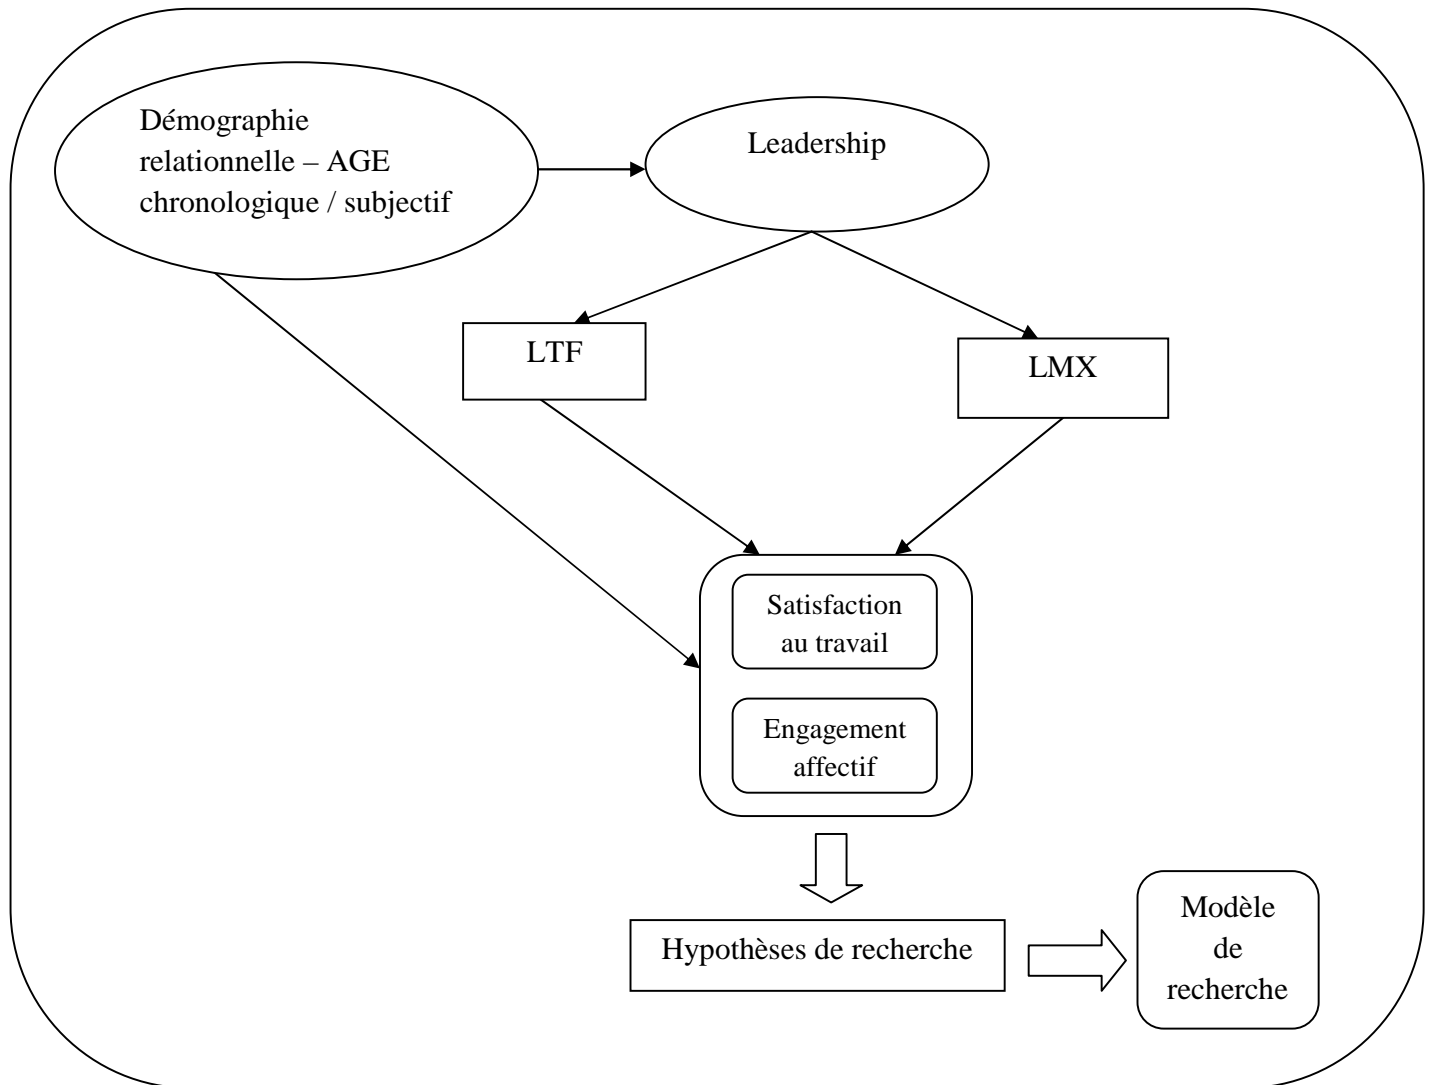 Démographie
relationnelle – AGE
chronologique / subjectif
Leadership
LTF
LMX
Satisfaction
au travail
Engagement
affectif
Hypothèses de recherche
Modèle
de
recherche